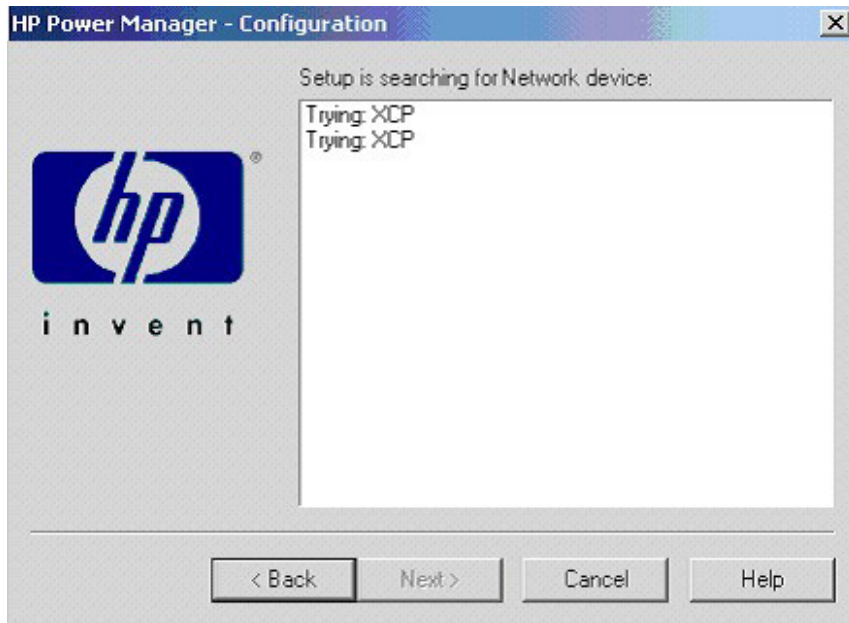 HP Power Manager - Configuration
Setup is searching for Network device:
Trying: XCP
Trying: XCP
hp
®
invent
< Back
Next >
Cancel
Help